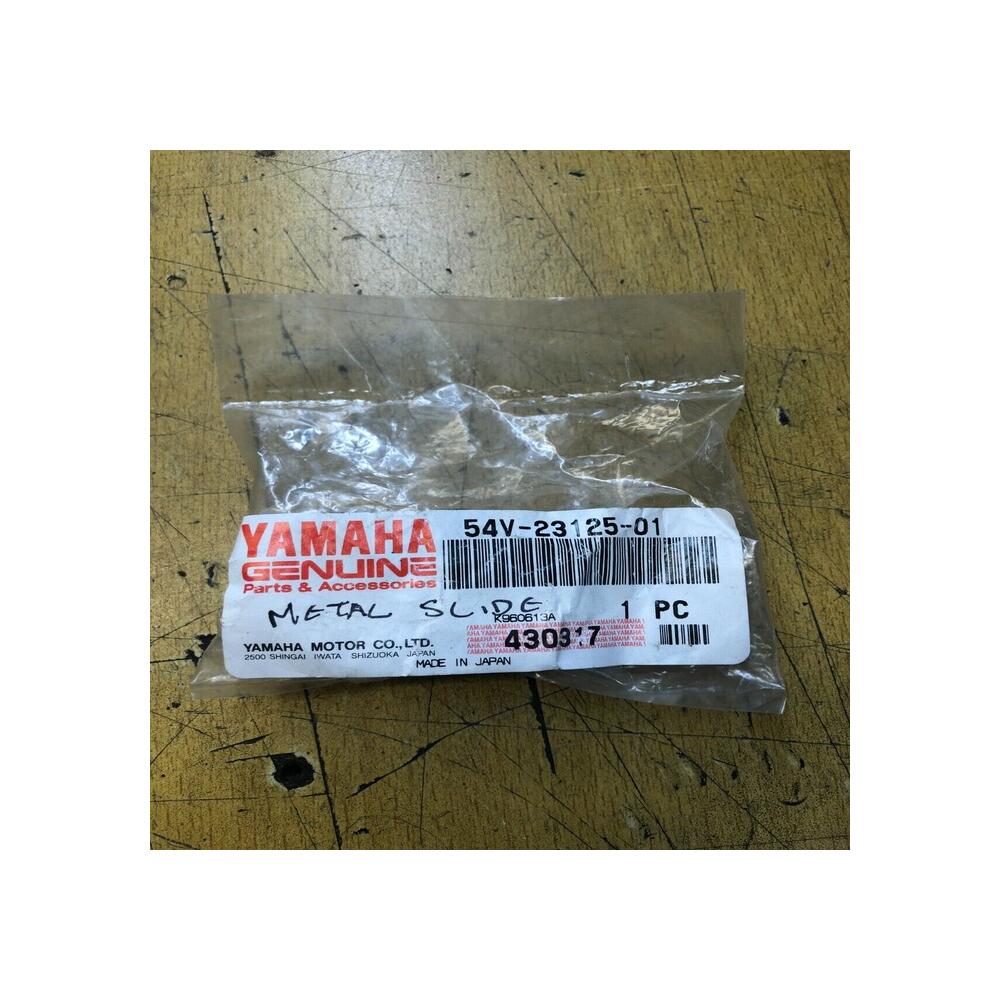 YAMAHA
GENUINE
Parts & Accessories
54V-23125-01
METAL SLIDE
K960613A
1 PC
430317
YAMAHA MOTOR CO.,LTD.
2500 SHINGAI IWATA SHIZUOKA JAPAN
MADE IN JAPAN